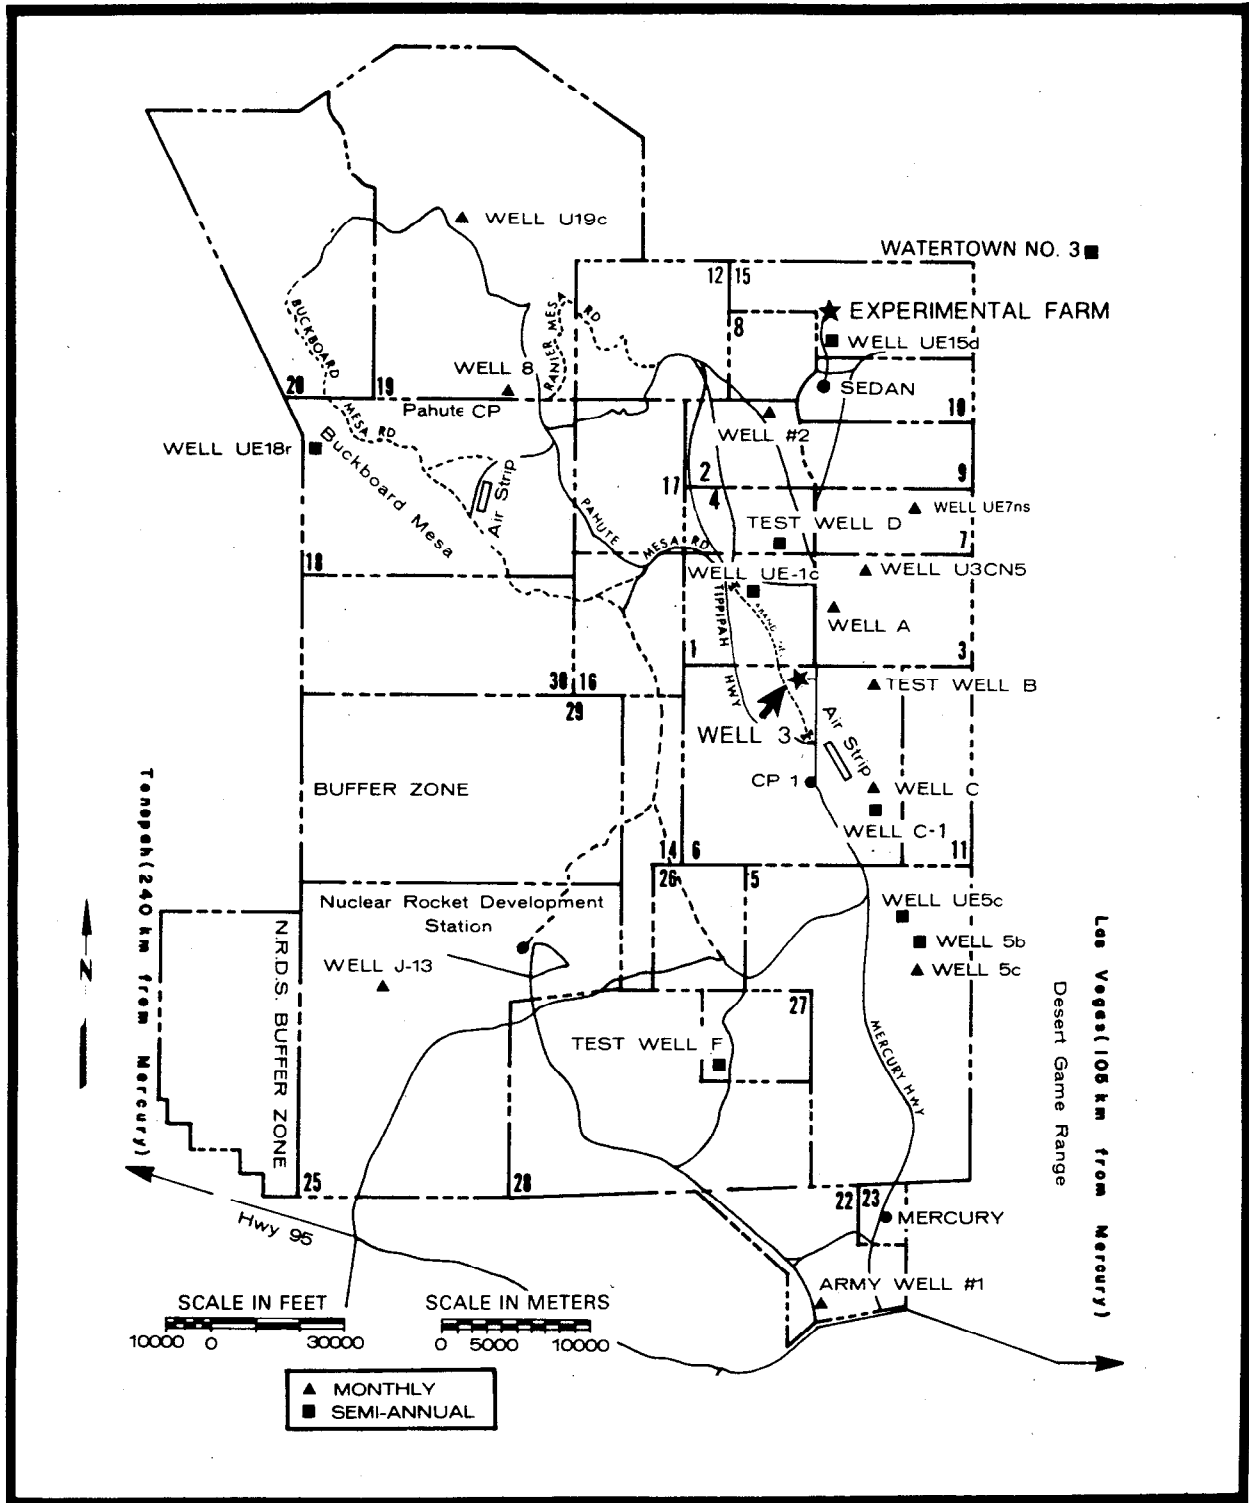 WELL U19c
WATERTOWN NO. 3
12
15
BUCKBOARD
MESA RD
RANIER MESA
RD
8
EXPERIMENTAL FARM
WELL UE15d
WELL 8
SEDAN
20
19
Pahute CP
10
WELL #2
WELL UE18r
Buckboard Mesa
Air Strip
17
2
4
9
PAHUTE
MESA RD
TEST WELL D
WELL UE7ns
7
18
WELL UE-1c
WELL U3CN5
TIPPIPAH
HWY
WELL A
1
3
30
16
29
TEST WELL B
WELL 3
Air Strip
CP 1
WELL C
WELL C-1
BUFFER ZONE
14
6
11
26
5
Nuclear Rocket Development
Station
WELL UE5c
WELL 5b
WELL 5c
WELL J-13
N
Tonopah (240 km from Mercury)
N.R.D.S. BUFFER ZONE
27
TEST WELL F
MERCURY HWY
Desert Game Range
Las Vegas (105 km from Mercury)
25
28
22
23
MERCURY
Hwy 95
ARMY WELL #1
SCALE IN FEET
10000 0 30000
SCALE IN METERS
0 50000 10000
MONTHLY
SEMI-ANNUAL